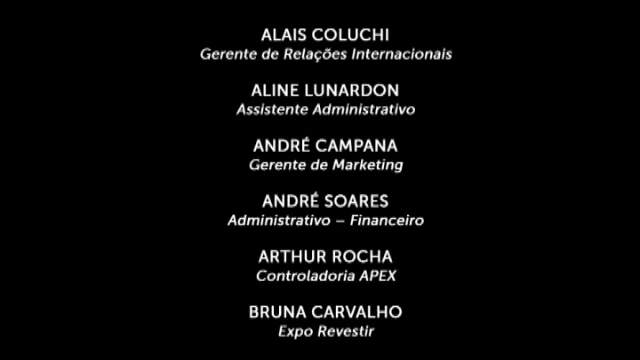 ALAIS COLUCHI
Gerente de Relações Internacionais
ALINE LUNARDON
Assistente Administrativo
ANDRÉ CAMPANA
Gerente de Marketing
ANDRÉ SOARES
Administrativo – Financeiro
ARTHUR ROCHA
Controladoria APEX
BRUNA CARVALHO
Expo Revestir